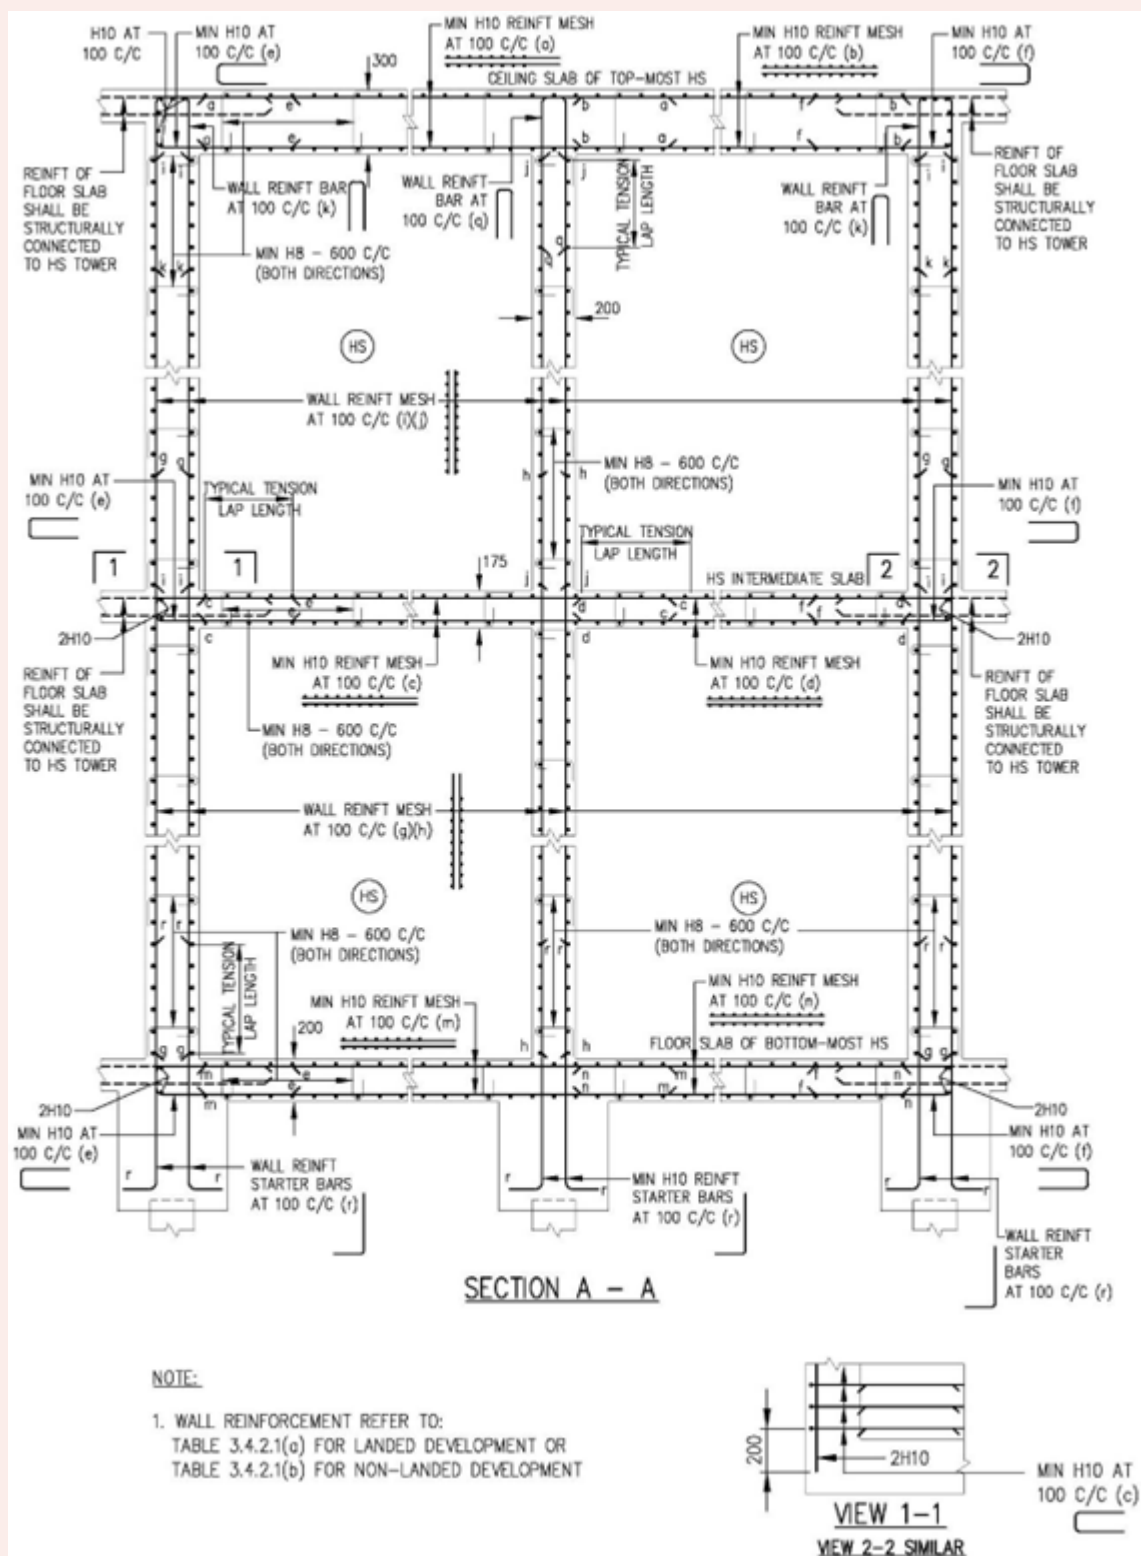 H10 AT
100 C/C
MIN H10 AT
100 C/C (e)
MIN H10 REINFT MESH
AT 100 C/C (a)
MIN H10 REINFT MESH
AT 100 C/C (b)
MIN H10 AT
100 C/C (f)
300
CEILING SLAB OF TOP-MOST HS
a
e
b
a
f
b
e
b
a
f
b
REINFT OF
FLOOR SLAB
SHALL BE
STRUCTURALLY
CONNECTED
TO HS TOWER
WALL REINFT BAR
AT 100 C/C (k)
WALL REINFT
BAR AT
100 C/C (q)
j
j
TYPICAL TENSION
LAP LENGTH
WALL REINFT
BAR AT
100 C/C (k)
REINFT OF
FLOOR SLAB
SHALL BE
STRUCTURALLY
CONNECTED
TO HS TOWER
MIN H8 - 600 C/C
(BOTH DIRECTIONS)
k k
q
q
k k
200
HS
HS
WALL REINFT MESH
AT 100 C/C (i)(j)
g g
h h
MIN H8 - 600 C/C
(BOTH DIRECTIONS)
g g
MIN H10 AT
100 C/C (e)
TYPICAL TENSION
LAP LENGTH
TYPICAL TENSION
LAP LENGTH
MIN H10 AT
100 C/C (f)
1
1
175
HS INTERMEDIATE SLAB
2
2
i i
j j
i i
c
e
d
c
f
d
e
c
f
2H10
c
d
d
2H10
REINFT OF
FLOOR SLAB
SHALL BE
STRUCTURALLY
CONNECTED
TO HS TOWER
MIN H10 REINFT MESH
AT 100 C/C (c)
MIN H10 REINFT MESH
AT 100 C/C (d)
REINFT OF
FLOOR SLAB
SHALL BE
STRUCTURALLY
CONNECTED
TO HS TOWER
MIN H8 - 600 C/C
(BOTH DIRECTIONS)
WALL REINFT MESH
AT 100 C/C (g)(h)
HS
HS
r r
MIN H8 - 600 C/C
(BOTH DIRECTIONS)
MIN H8 - 600 C/C
(BOTH DIRECTIONS)
r r
r r
TYPICAL TENSION
LAP LENGTH
MIN H10 REINFT MESH
AT 100 C/C (m)
MIN H10 REINFT MESH
AT 100 C/C (n)
200
g g
h h
FLOOR SLAB OF BOTTOM-MOST HS
g g
m
e
n
m
f
n
m
e
n
m
f
n
2H10
2H10
MIN H10 AT
100 C/C (e)
MIN H10 AT
100 C/C (f)
r r
WALL REINFT
STARTER BARS
AT 100 C/C (r)
r r
MIN H10 REINFT
STARTER BARS
AT 100 C/C (r)
r r
WALL REINFT
STARTER
BARS
AT 100 C/C (r)
SECTION A - A
NOTE:
1. WALL REINFORCEMENT REFER TO:
TABLE 3.4.2.1(a) FOR LANDED DEVELOPMENT OR
TABLE 3.4.2.1(b) FOR NON-LANDED DEVELOPMENT
200
2H10
MIN H10 AT
100 C/C (c)
VIEW 1-1
VIEW 2-2 SIMILAR